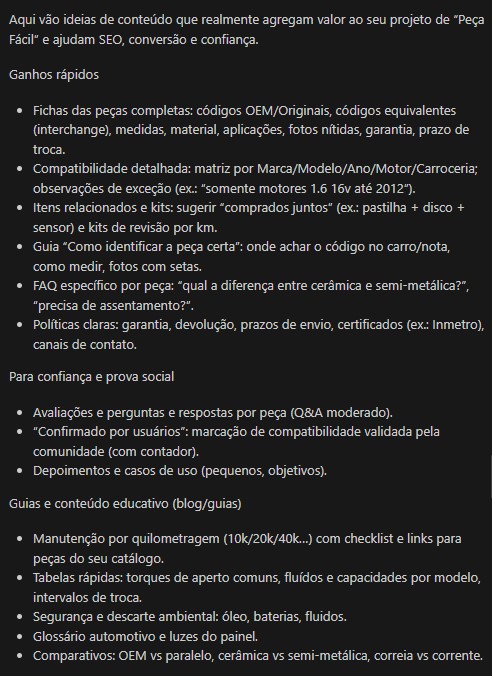 Aqui vão ideias de conteúdo que realmente agregam valor ao seu projeto de “Peça
Fácil” e ajudam SEO, conversão e confiança.
Ganhos rápidos
• Fichas das peças completas: códigos OEM/Originais, códigos equivalentes
(interchange), medidas, material, aplicações, fotos nítidas, garantia, prazo de
troca.
• Compatibilidade detalhada: matriz por Marca/Modelo/Ano/Motor/Carroceria;
observações de exceção (ex.: “somente motores 1.6 16v até 2012”).
• Itens relacionados e kits: sugerir “comprados juntos” (ex.: pastilha + disco +
sensor) e kits de revisão por km.
• Guia “Como identificar a peça certa”: onde achar o código no carro/nota,
como medir, fotos com setas.
• FAQ específico por peça: “qual a diferença entre cerâmica e semi-metálica?”,
“precisa de assentamento?”.
• Políticas claras: garantia, devolução, prazos de envio, certificados (ex.: Inmetro),
canais de contato.
Para confiança e prova social
• Avaliações e perguntas e respostas por peça (Q&A moderado).
• “Confirmado por usuários”: marcação de compatibilidade validada pela
comunidade (com contador).
• Depoimentos e casos de uso (pequenos, objetivos).
Guias e conteúdo educativo (blog/guias)
• Manutenção por quilometragem (10k/20k/40k...) com checklist e links para
peças do seu catálogo.
• Tabelas rápidas: torques de aperto comuns, fluídos e capacidades por modelo,
intervalos de troca.
• Segurança e descarte ambiental: óleo, baterias, fluidos.
• Glossário automotivo e luzes do painel.
• Comparativos: OEM vs paralelo, cerâmica vs semi-metálica, correia vs corrente.